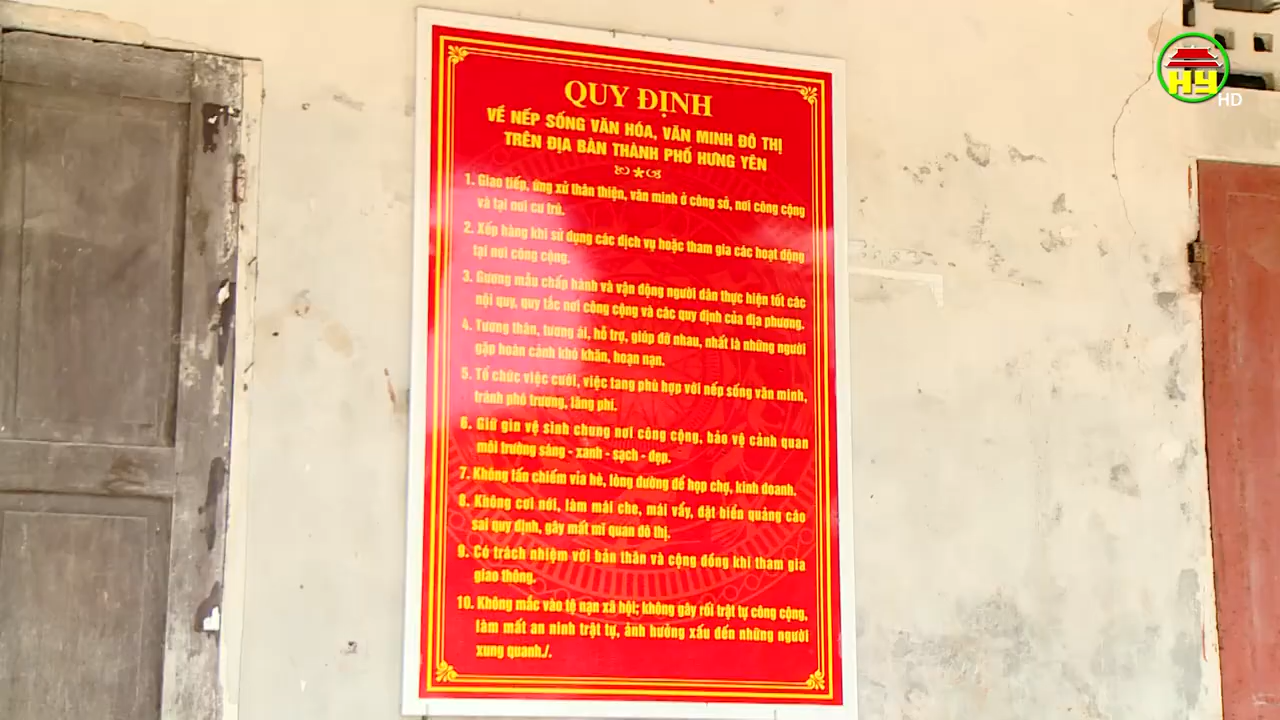 QUY ĐỊNH
VỀ NẾP SỐNG VĂN HÓA, VĂN MINH ĐÔ THỊ
TRÊN ĐỊA BÀN THÀNH PHỐ HƯNG YÊN
1. Giao tiếp, ứng xử thân thiện, văn minh ở công sở, nơi công cộng
và tại nơi cư trú.
2. Xếp hàng khi sử dụng các dịch vụ hoặc tham gia các hoạt động
tại nơi công cộng.
3. Gương mẫu chấp hành và vận động người dân thực hiện tốt các
nội quy, quy tắc nơi công cộng và các quy định của địa phương.
4. Tương thân, tương ái, hỗ trợ, giúp đỡ nhau, nhất là những người
gặp hoàn cảnh khó khăn, hoạn nạn.
5. Tổ chức việc cưới, việc tang phù hợp với nếp sống văn minh,
tránh phô trương, lãng phí.
6. Giữ gìn vệ sinh chung nơi công cộng, bảo vệ cảnh quan
môi trường sáng - xanh - sạch - đẹp.
7. Không lấn chiếm vỉa hè, lòng đường để họp chợ, kinh doanh.
8. Không cơi nới, làm mái che, mái vẩy, đặt biển quảng cáo
sai quy định, gây mất mĩ quan đô thị.
9. Có trách nhiệm với bản thân và cộng đồng khi tham gia
giao thông.
10. Không mắc vào tệ nạn xã hội; không gây rối trật tự công cộng,
làm mất an ninh trật tự, ảnh hưởng xấu đến những người
xung quanh./.
HY
HD